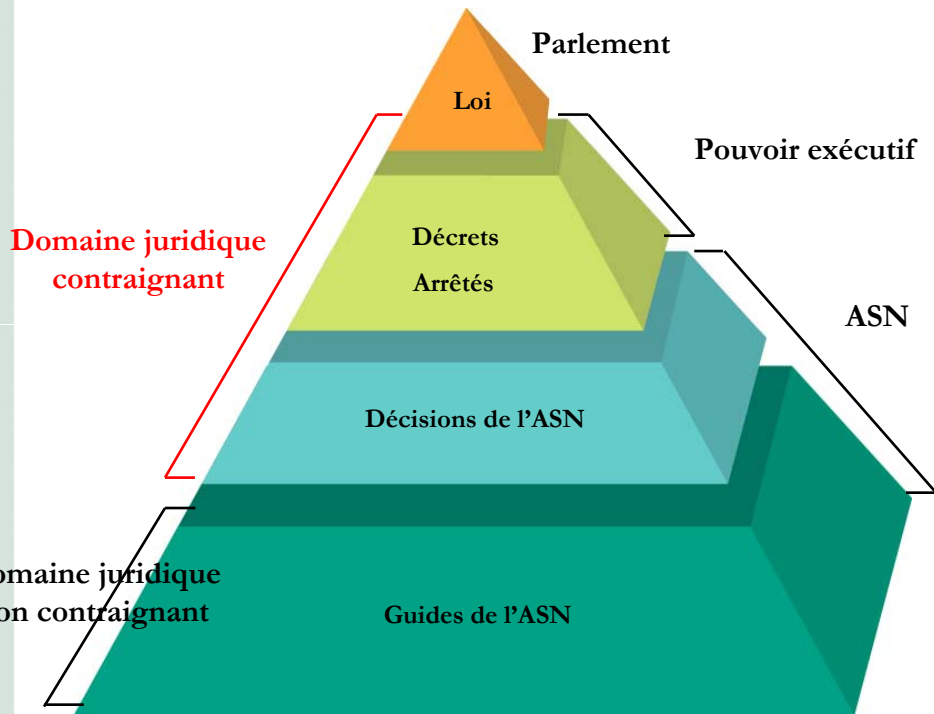 Parlement
Loi
Pouvoir exécutif
Domaine juridique
contraignant
Décrets
Arrêtés
ASN
Décisions de l'ASN
omaine juridique
on contraignant
Guides de l'ASN